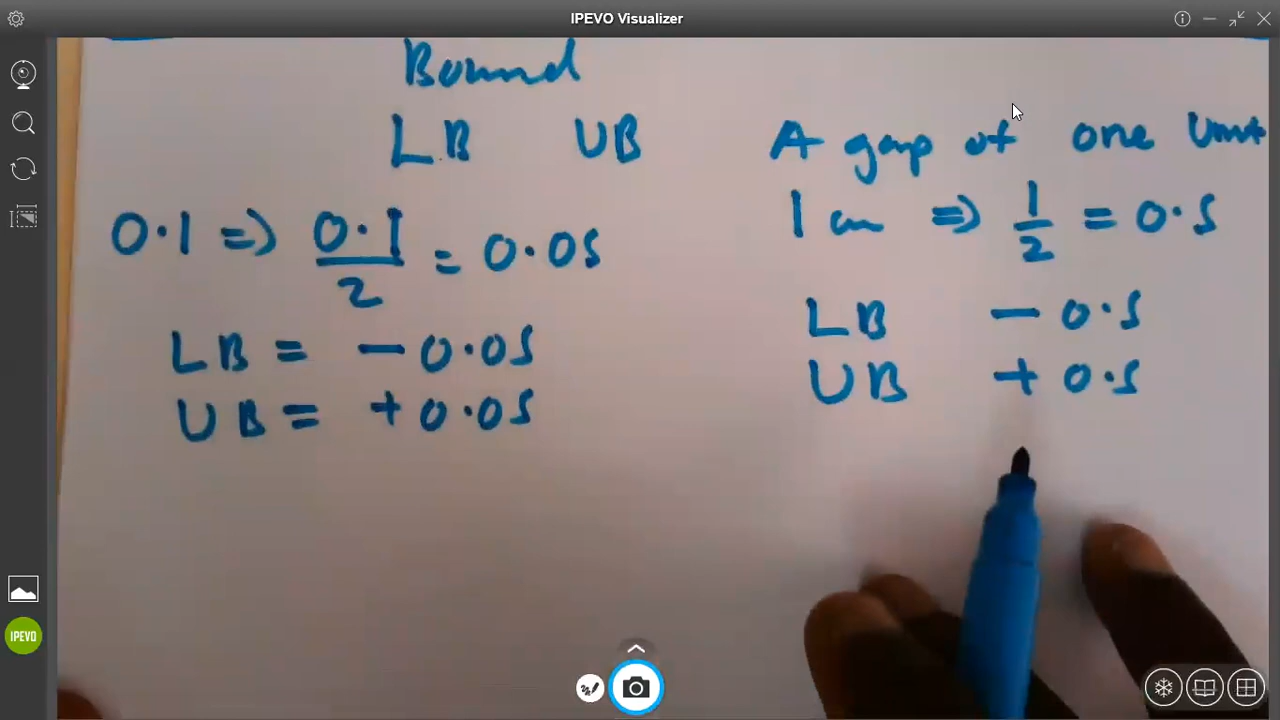 IPEVO Visualizer
Bound
LB UB
0.1 => 0.1/2 = 0.05
LB = - 0.05
UB = + 0.05
A gap of one Unit
1 cm => 1/2 = 0.5
LB - 0.5
UB + 0.5
IPEVO